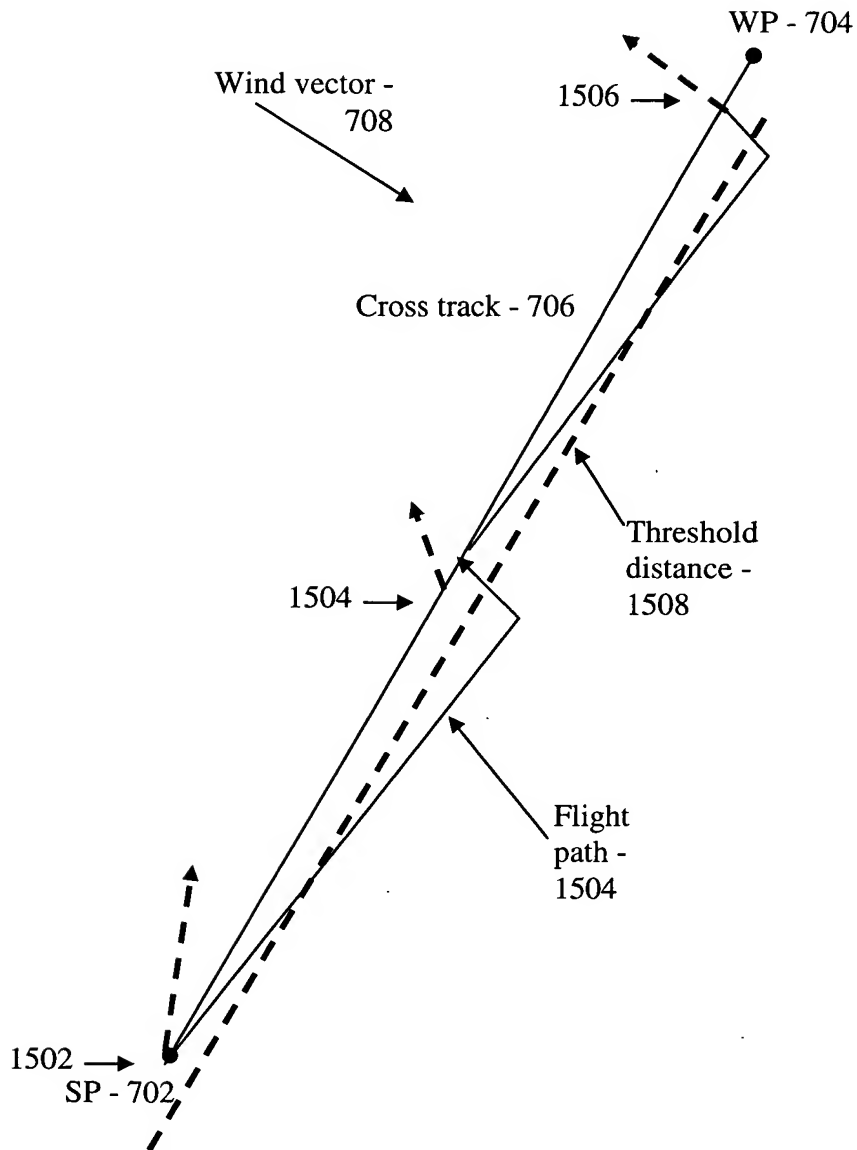 WP - 704
Wind vector -
708
1506
Cross track - 706
Threshold
distance -
1508
1504
Flight
path -
1504
1502
SP - 702